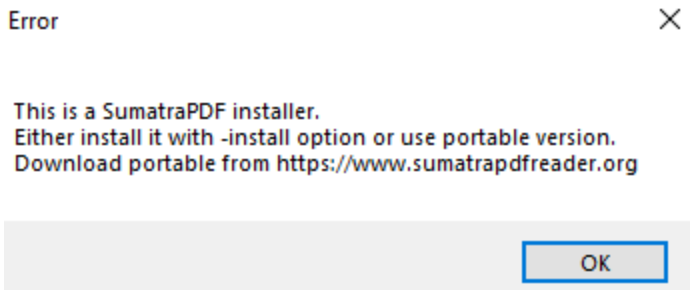 Error
This is a SumatraPDF installer.
Either install it with -install option or use portable version.
Download portable from https://www.sumatrapdfreader.org
OK